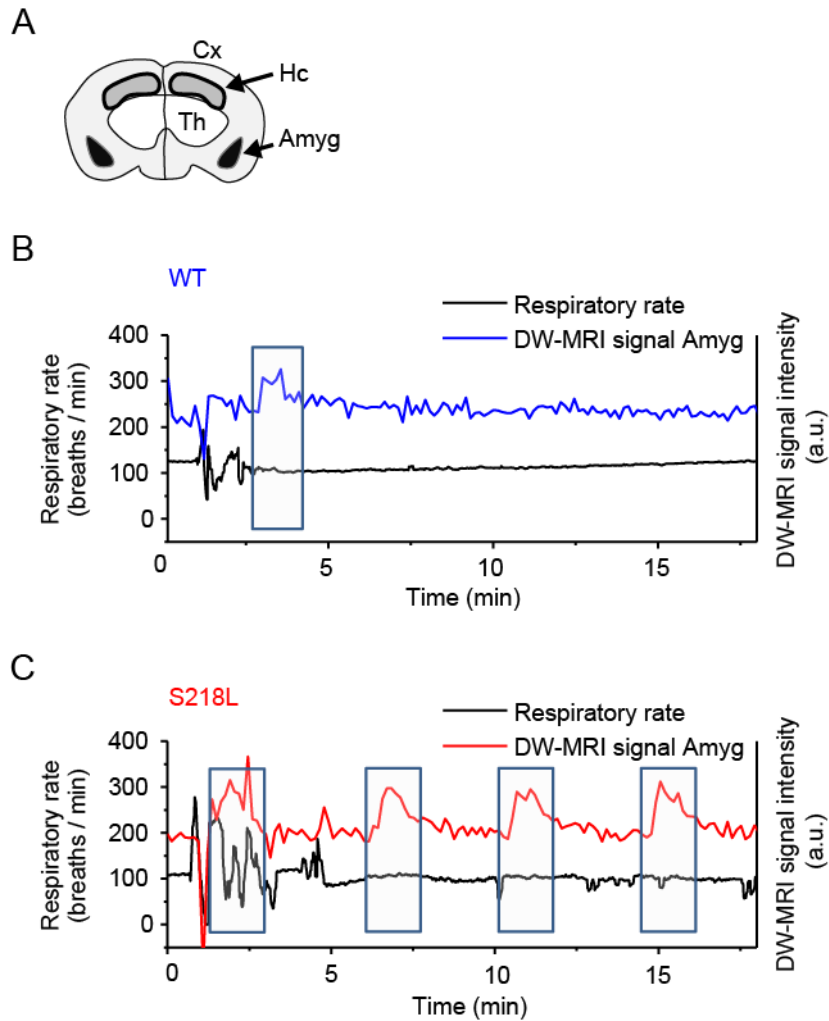 A
Cx
Hc
Th
Amyg
B
WT
Respiratory rate
DW-MRI signal Amyg
Respiratory rate
(breaths / min)
400
300
200
100
0
DW-MRI signal intensity
(a.u.)
0 5 10 15
Time (min)
C
S218L
Respiratory rate
DW-MRI signal Amyg
Respiratory rate
(breaths / min)
400
300
200
100
0
DW-MRI signal intensity
(a.u.)
0 5 10 15
Time (min)